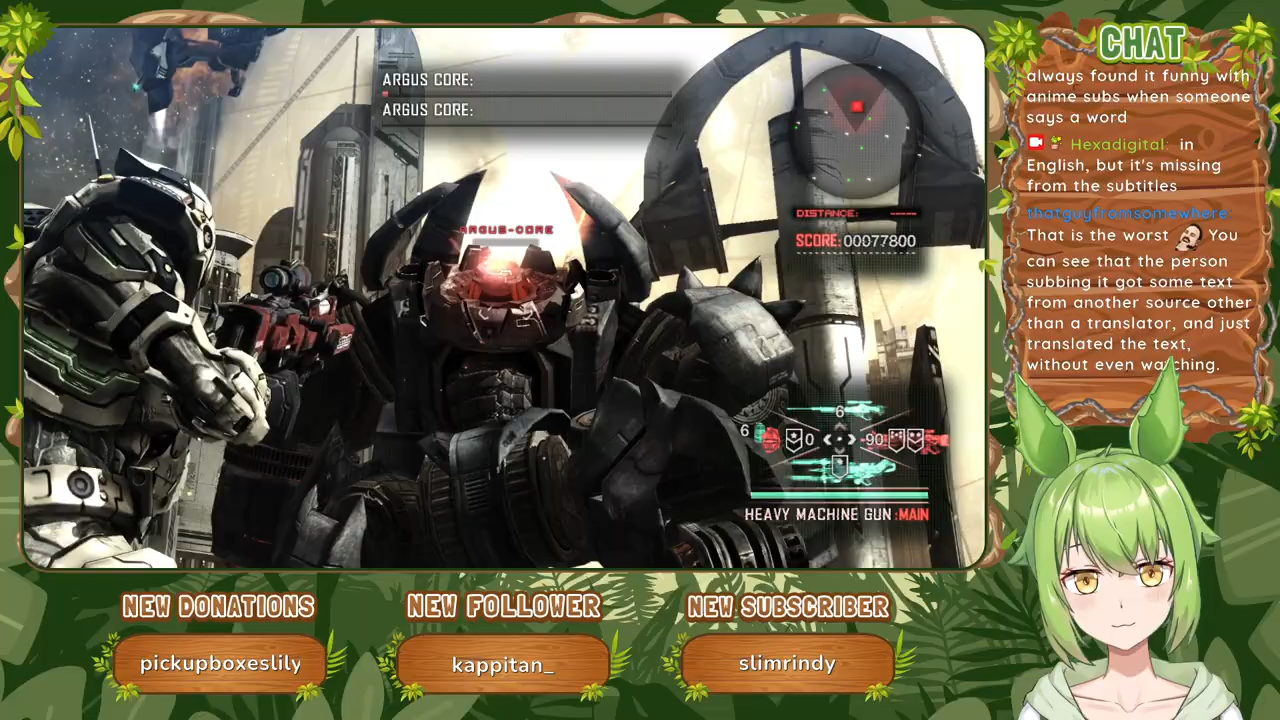 ARGUS CORE:
ARGUS CORE:
ARGUS-CORE
DISTANCE:
SCORE:00077800
6
6
0
-90
HEAVY MACHINE GUN :MAIN
CHAT
always found it funny with
anime subs when someone
says a word
Hexadigital: in
English, but it's missing
from the subtitles
thatguyfromsomewhere:
That is the worst You
can see that the person
subbing it got some text
from another source other
than a translator, and just
translated the text,
without even watching.
NEW DONATIONS
pickupboxeslily
NEW FOLLOWER
kappitan_
NEW SUBSCRIBER
slimrindy